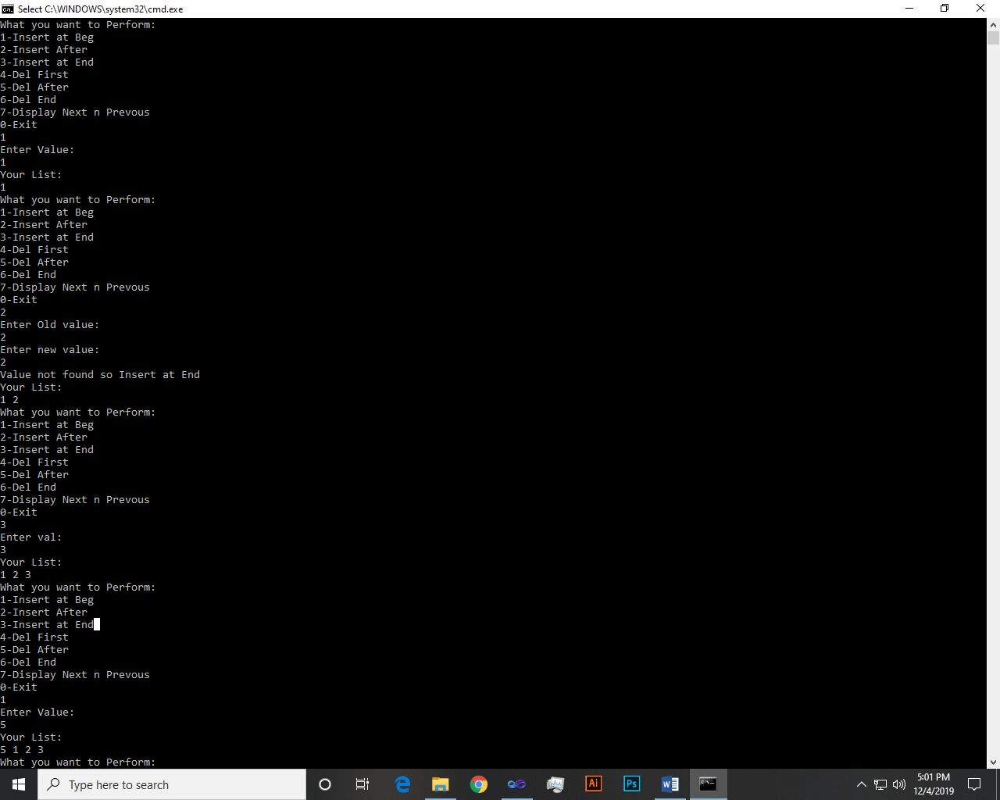 Select C:\WINDOWS\system32\cmd.exe
What you want to Perform:
1-Insert at Beg
2-Insert After
3-Insert at End
4-Del First
5-Del After
6-Del End
7-Display Next n Prevous
0-Exit
1
Enter Value:
1
Your List:
1
What you want to Perform:
1-Insert at Beg
2-Insert After
3-Insert at End
4-Del First
5-Del After
6-Del End
7-Display Next n Prevous
0-Exit
2
Enter Old value:
2
Enter new value:
2
Value not found so Insert at End
Your List:
1 2
What you want to Perform:
1-Insert at Beg
2-Insert After
3-Insert at End
4-Del First
5-Del After
6-Del End
7-Display Next n Prevous
0-Exit
3
Enter val:
3
Your List:
1 2 3
What you want to Perform:
1-Insert at Beg
2-Insert After
3-Insert at End
4-Del First
5-Del After
6-Del End
7-Display Next n Prevous
0-Exit
1
Enter Value:
5
Your List:
5 1 2 3
What you want to Perform:
Type here to search
Ai
Ps
5:01 PM
12/4/2019